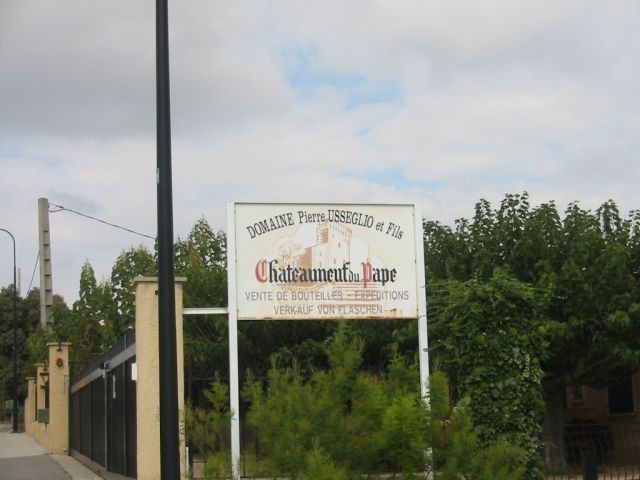 DOMAINE Pierre USSEGLIO et Fils
Chateauneuf du Pape
VENTE DE BOUTEILLES - EXPEDITIONS
VERKAUF VON FLASCHEN